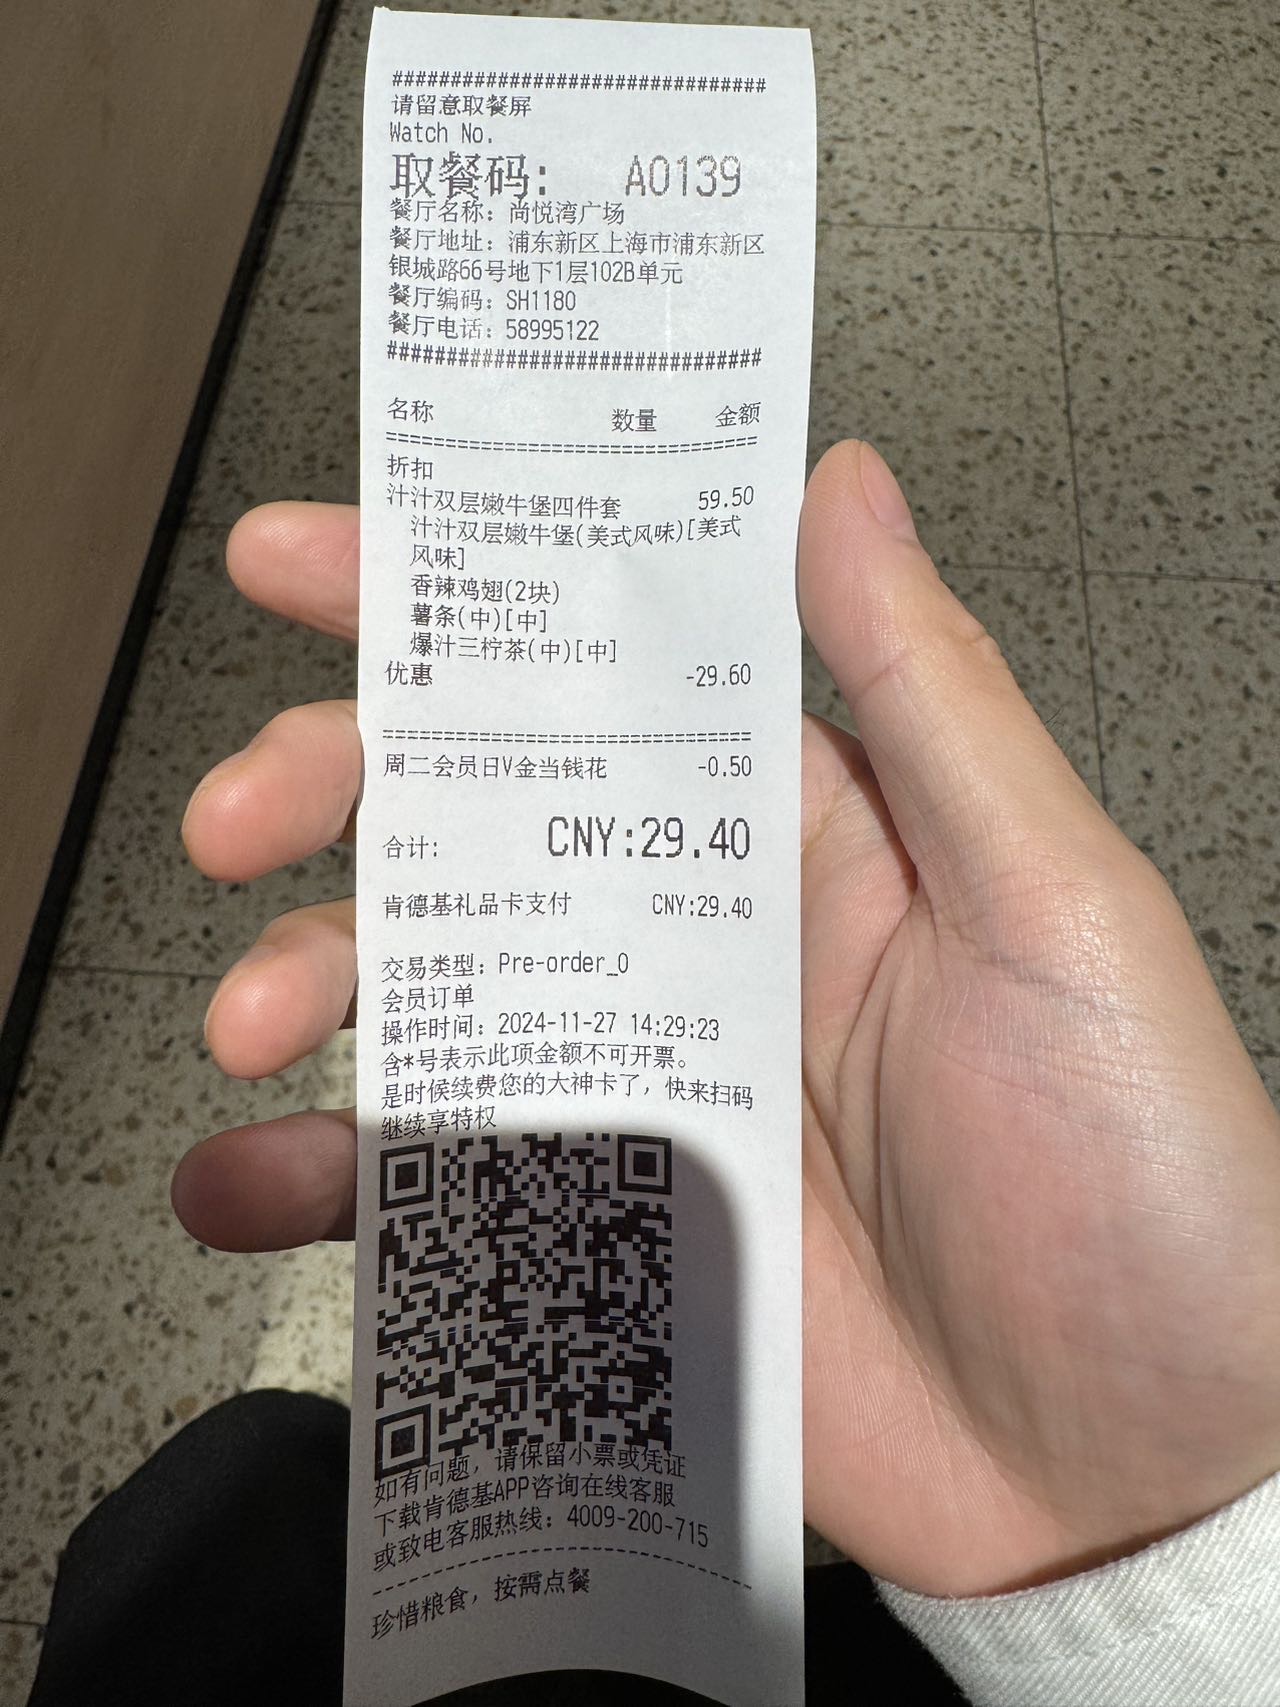 ################################
请留意取餐屏
Watch No.
取餐码: A0139
餐厅名称：尚悦湾广场
餐厅地址：浦东新区上海市浦东新区
银城路66号地下1层102B单元
餐厅编码：SH1180
餐厅电话：58995122
################################
名称 数量 金额
================================
折扣
汁汁双层嫩牛堡四件套 59.50
汁汁双层嫩牛堡(美式风味)[美式
风味]
香辣鸡翅(2块)
薯条(中)[中]
爆汁三柠茶(中)[中]
优惠 -29.60
================================
周二会员日V金当钱花 -0.50
合计: CNY:29.40
肯德基礼品卡支付 CNY:29.40
交易类型：Pre-order_0
会员订单
操作时间：2024-11-27 14:29:23
含*号表示此项金额不可开票。
是时候续费您的大神卡了，快来扫码
继续享特权
如有问题，请保留小票或凭证
下载肯德基APP咨询在线客服
或致电客服热线：4009-200-715
--------------------------------
珍惜粮食，按需点餐